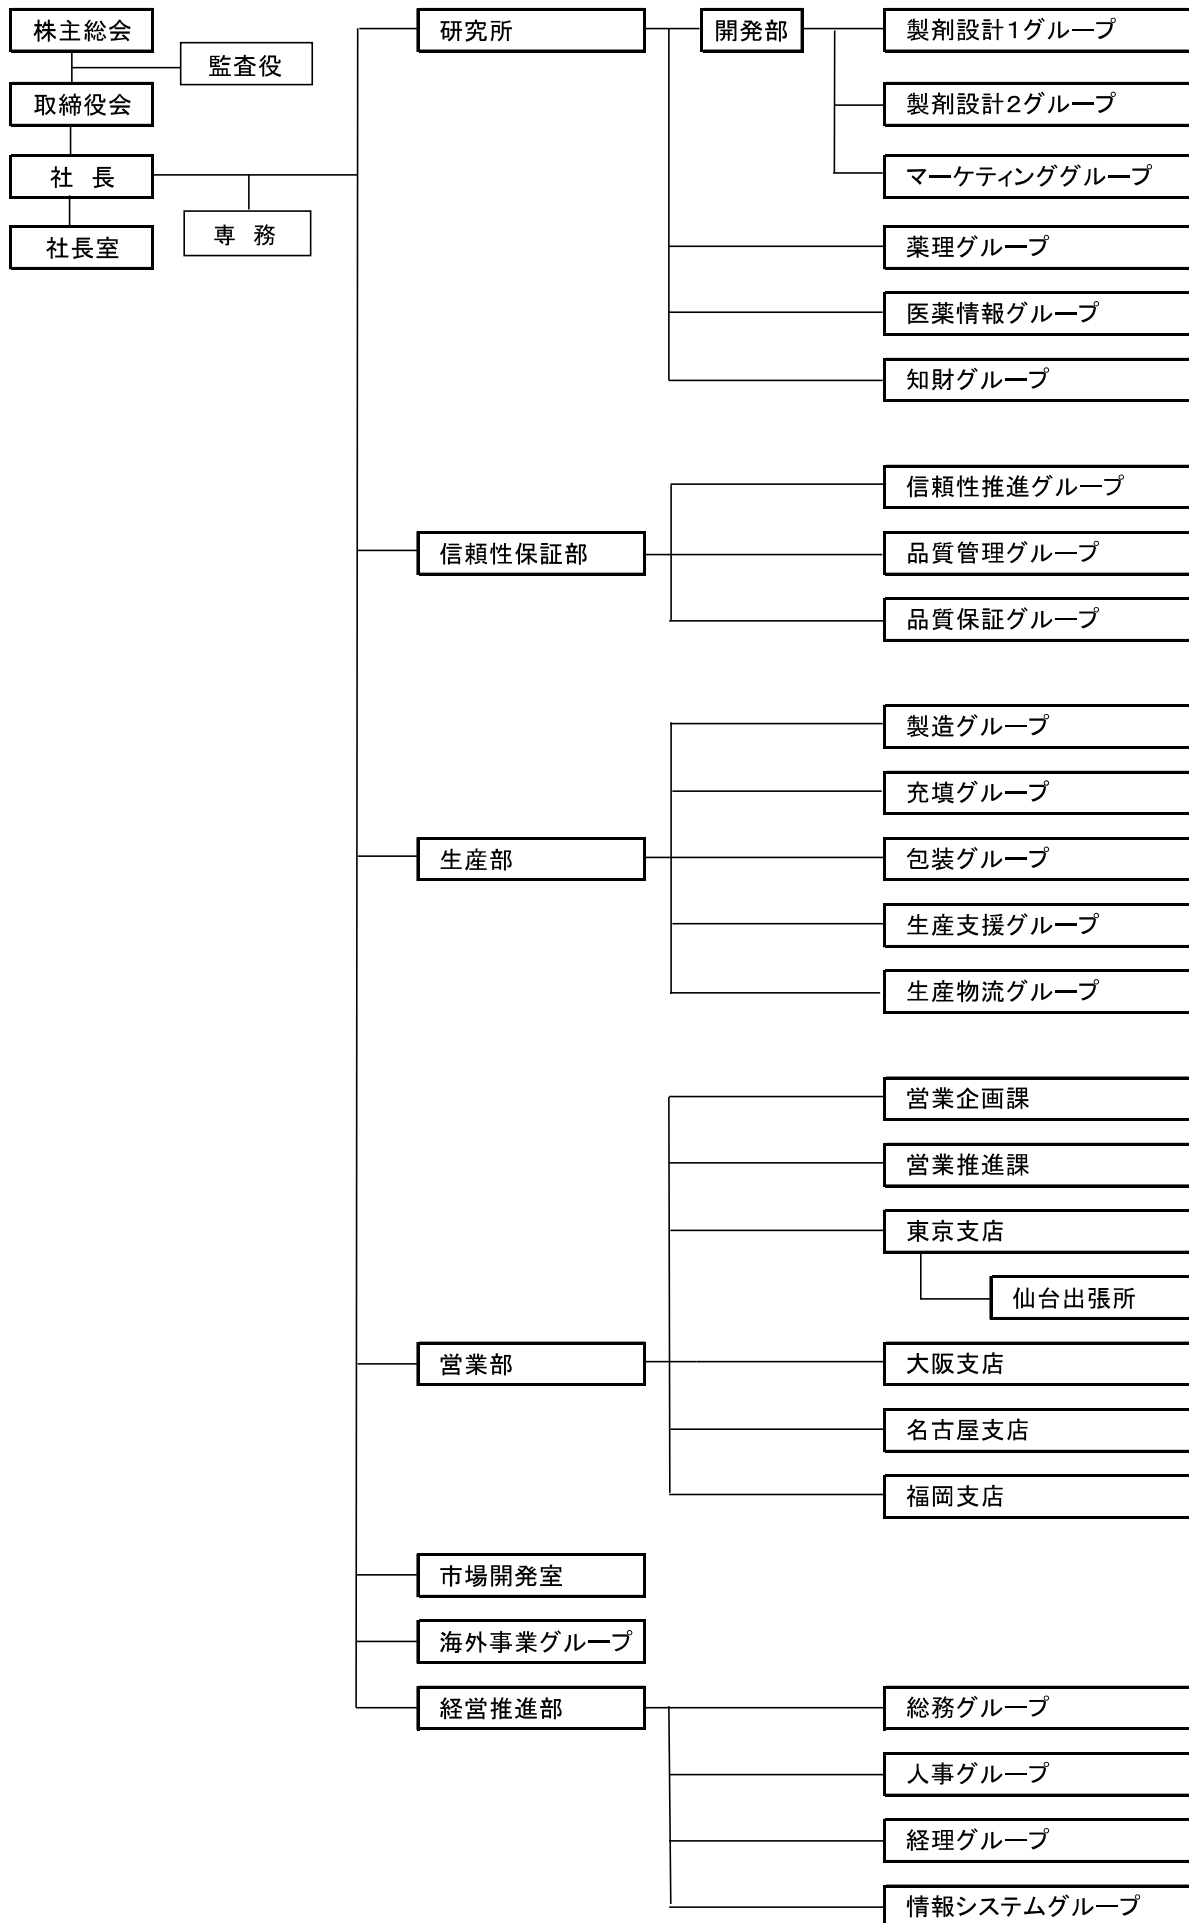 株主総会
監査役
取締役会
社 長
専 務
社長室
研究所
開発部
製剤設計1グループ
製剤設計2グループ
マーケティンググループ
薬理グループ
医薬情報グループ
知財グループ
信頼性保証部
信頼性推進グループ
品質管理グループ
品質保証グループ
生産部
製造グループ
充填グループ
包装グループ
生産支援グループ
生産物流グループ
営業部
営業企画課
営業推進課
東京支店
仙台出張所
大阪支店
名古屋支店
福岡支店
市場開発室
海外事業グループ
経営推進部
総務グループ
人事グループ
経理グループ
情報システムグループ